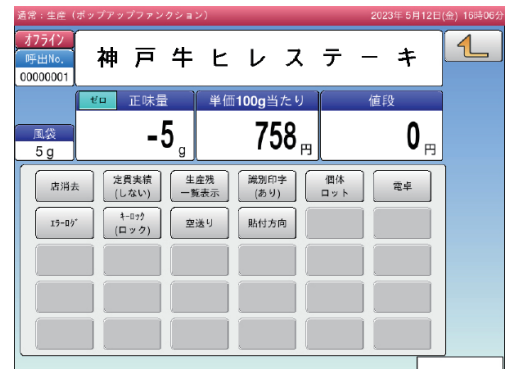 通常:生産(ポップアップファンクション) 2023年 5月12日(金) 16時06分
オフライン
呼出No.
00000001
神戸牛ヒレステーキ
ゼロ 正味量 単価100g当たり 値段
風袋
5g
-5g 758円 0円
店消去 定貫実績(しない) 生産残一覧表示 識別印字(あり) 個体ロット 電卓
エラーログ キーロック(ロック) 空送り 貼付方向